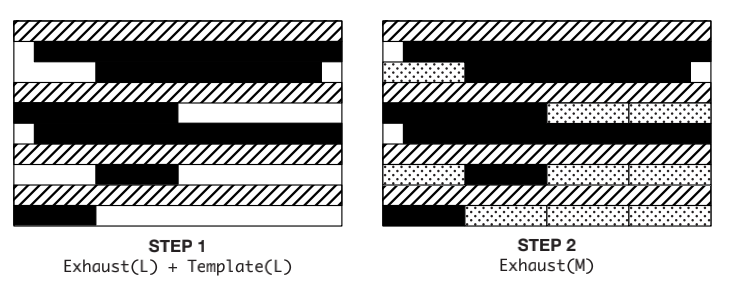 STEP 1
Exhaust(L) + Template(L)
STEP 2
Exhaust(M)